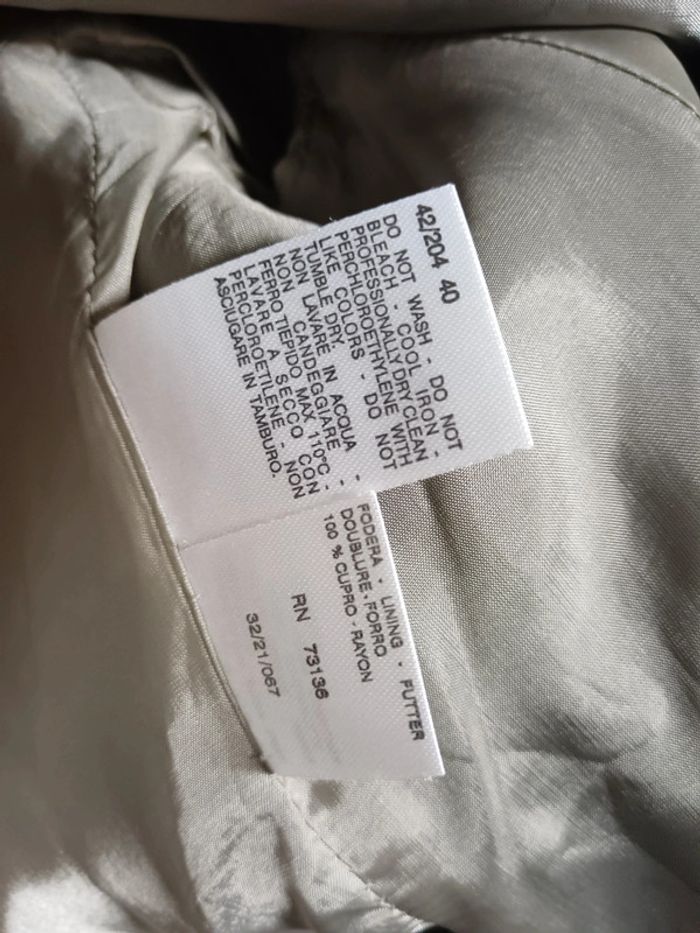 42/204 40
DO NOT WASH - DO NOT
BLEACH - COOL IRON -
PROFESSIONALLY DRY CLEAN
PERCHLOROETHYLENE WITH
LIKE COLORS - DO NOT
TUMBLE DRY
NON LAVARE IN ACQUA -
NON CANDEGGIARE -
FERRO TIEPIDO MAX 110°C -
LAVARE A SECCO CON
PERCLOROETILENE - NON
ASCIUGARE IN TAMBURO.
FODERA - LINING - FUTTER
DOUBLURE - FORRO
100 % CUPRO - RAYON
RN 73136
32/21/067